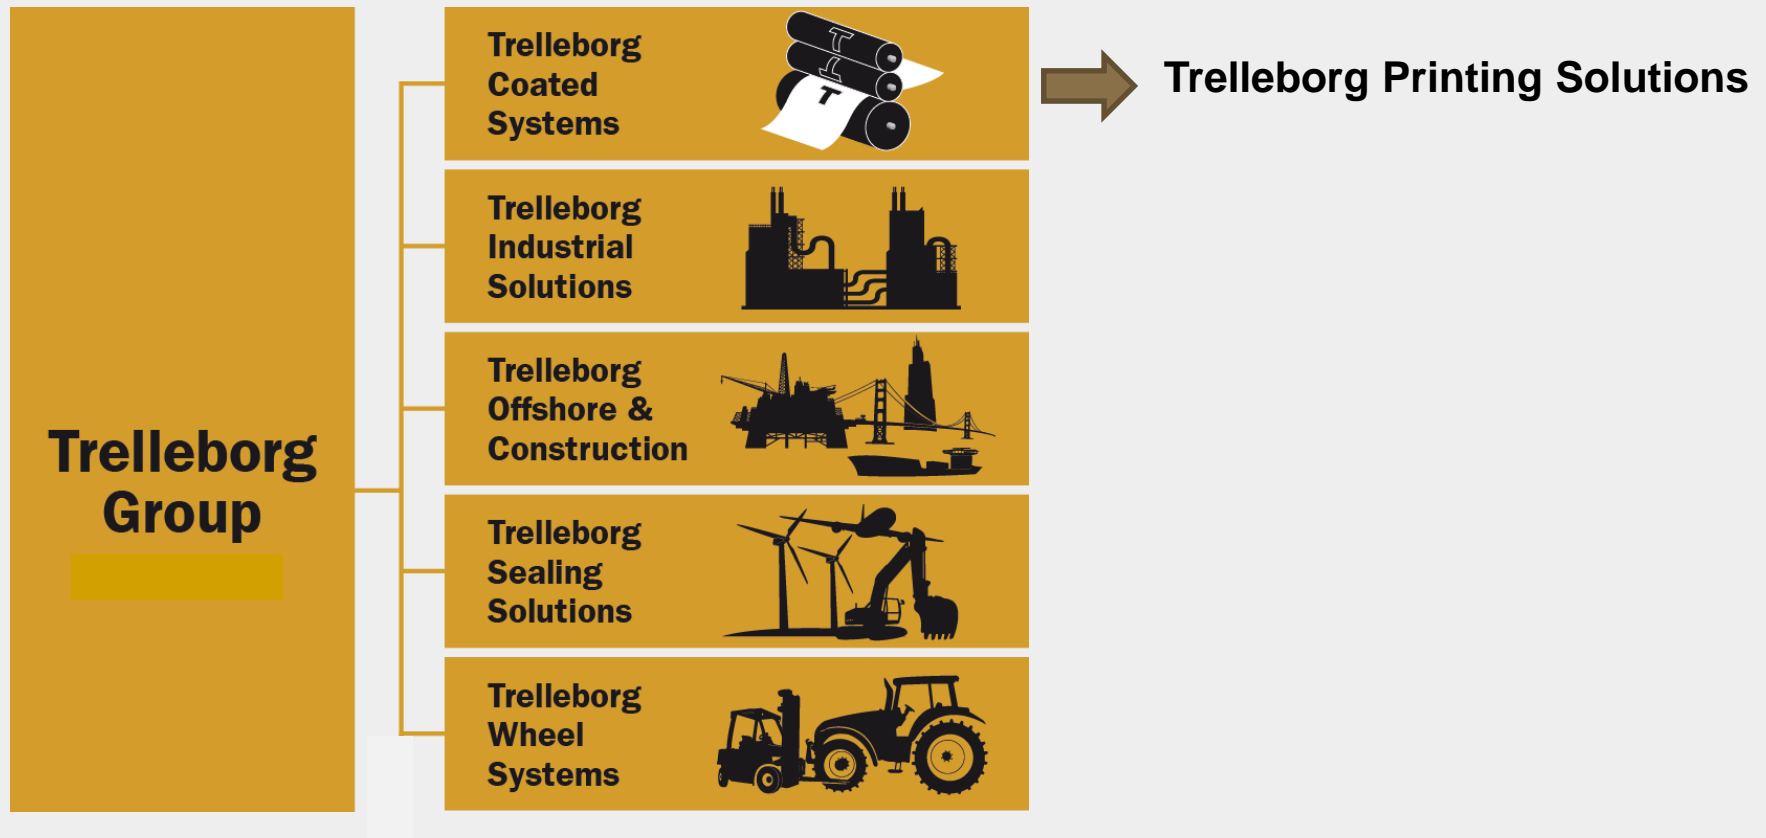 Trelleborg
Group
Trelleborg
Coated
Systems
T
T
T
Trelleborg Printing Solutions
Trelleborg
Industrial
Solutions
Trelleborg
Offshore &
Construction
Trelleborg
Sealing
Solutions
Trelleborg
Wheel
Systems